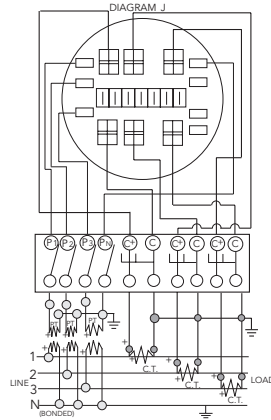 DIAGRAM J
P1 P2 P3 PN C+ C C+ C C+ C
PT PT PT
+ + +
1
2
LINE
3
N
(BONDED)
+ C.T.
+ C.T.
+ C.T.
LOAD